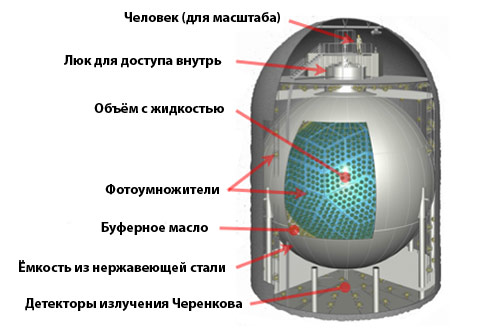 Человек (для масштаба)
Люк для доступа внутрь
Объём с жидкостью
Фотоумножители
Буферное масло
Ёмкость из нержавеющей стали
Детекторы излучения Черенкова